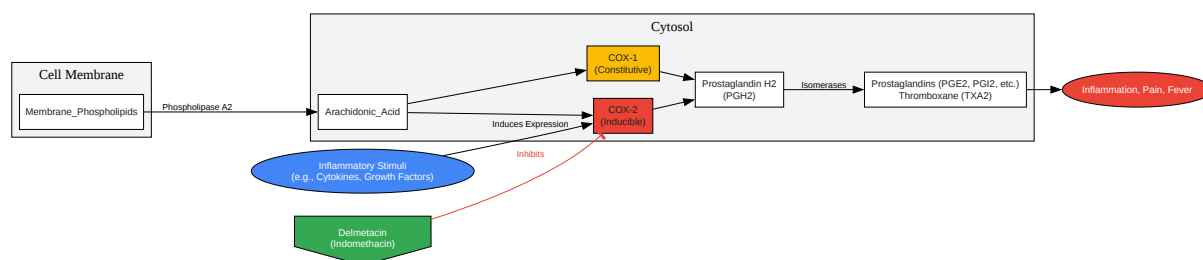 Cytosol
Cell Membrane
COX-1
(Constitutive)
Membrane_Phospholipids
Phospholipase A2
Arachidonic_Acid
Prostaglandin H2
(PGH2)
Isomerases
Prostaglandins (PGE2, PGI2, etc.)
Thromboxane (TXA2)
Inflammation, Pain, Fever
COX-2
(Inducible)
Induces Expression
Inhibits
Inflammatory Stimuli
(e.g., Cytokines, Growth Factors)
Delmetacin
(Indomethacin)